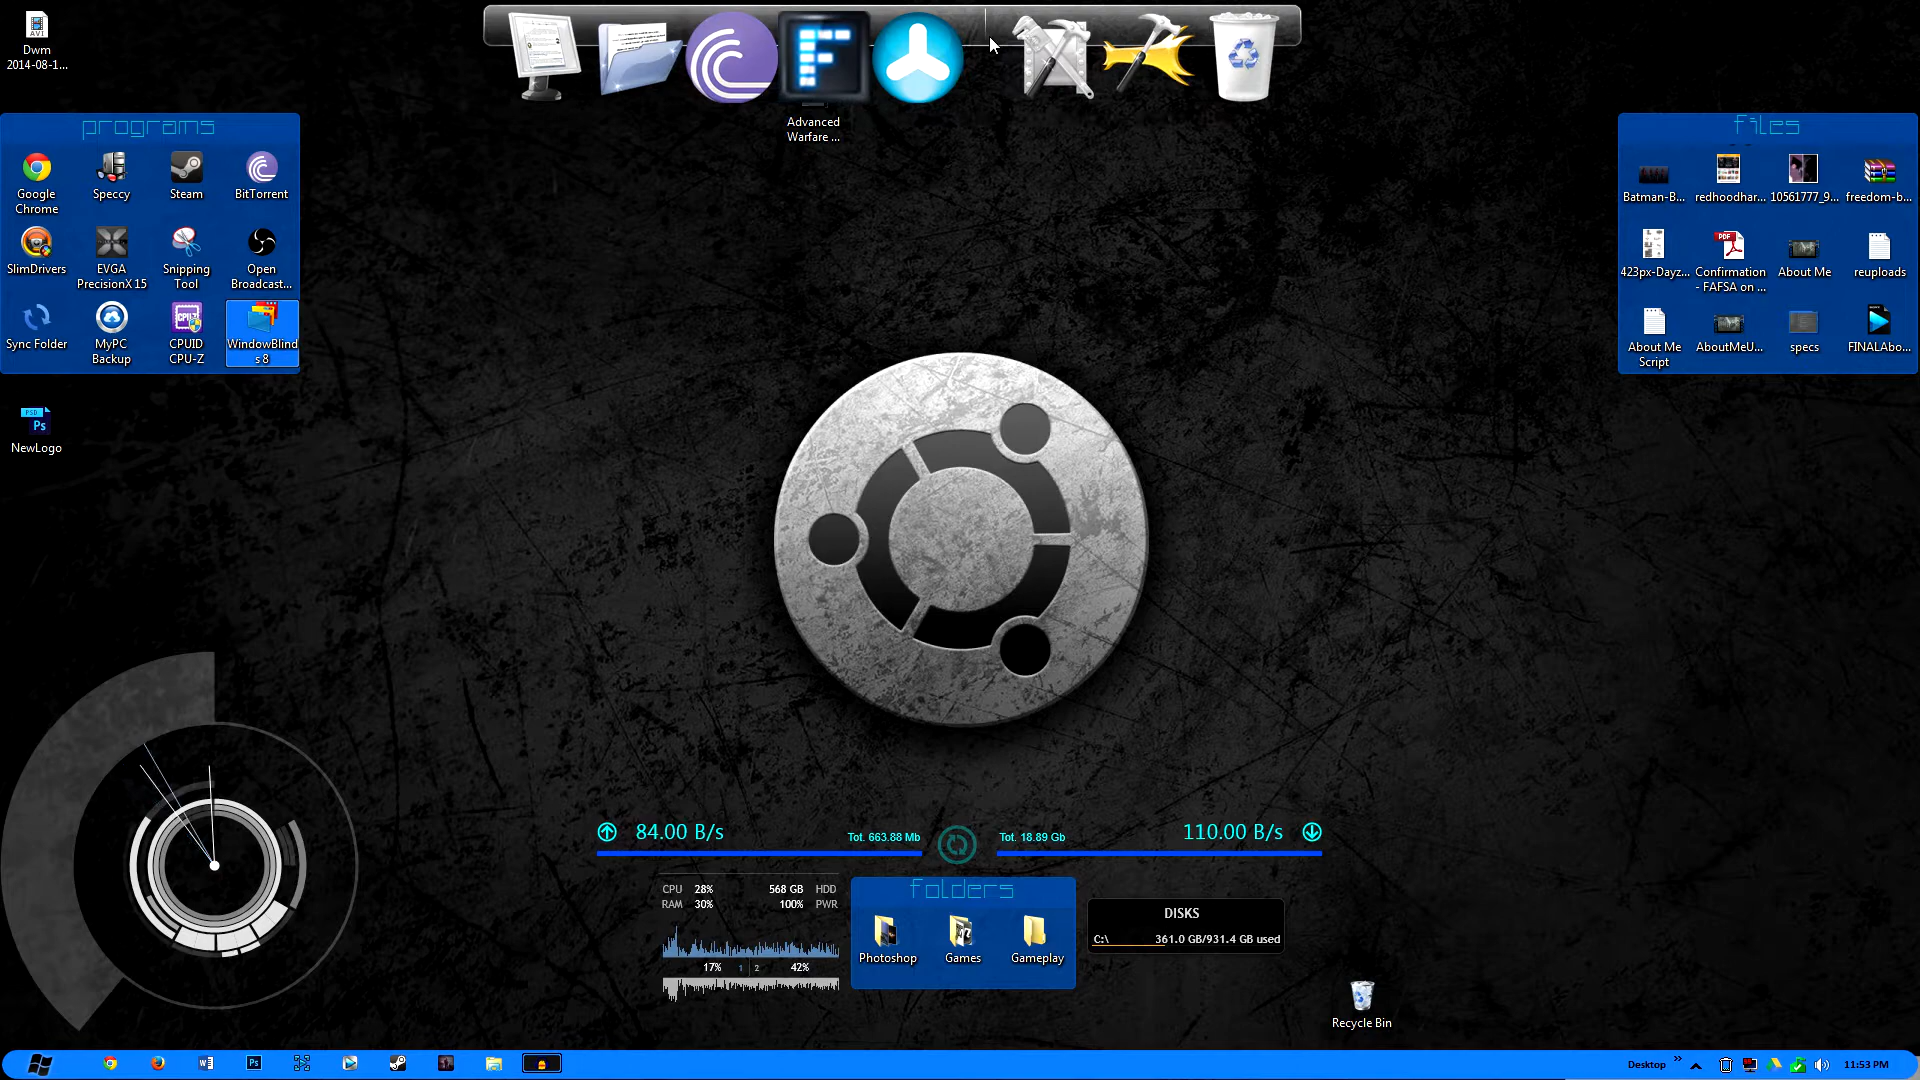 Dwm
2014-08-1...
Advanced
Warfare ...
programs
Google
Chrome
Speccy
Steam
BitTorrent
SlimDrivers
EVGA
PrecisionX 15
Snipping
Tool
Open
Broadcast...
Sync Folder
MyPC
Backup
CPUID
CPU-Z
WindowBlind
s 8
PSD
Ps
NewLogo
files
Batman-B...
redhoodhar...
10561777_9...
freedom-b...
423px-Dayz...
Confirmation
- FAFSA on ...
About Me
reuploads
About Me
Script
AboutMeU...
specs
FINALAbo...
84.00 B/s
Tot. 663.88 Mb
Tot. 18.89 Gb
110.00 B/s
CPU 28% 568 GB HDD
RAM 30% 100% PWR
17% 1 2 42%
folders
Photoshop
Games
Gameplay
DISKS
C:\ 361.0 GB/931.4 GB used
Recycle Bin
Desktop
11:53 PM